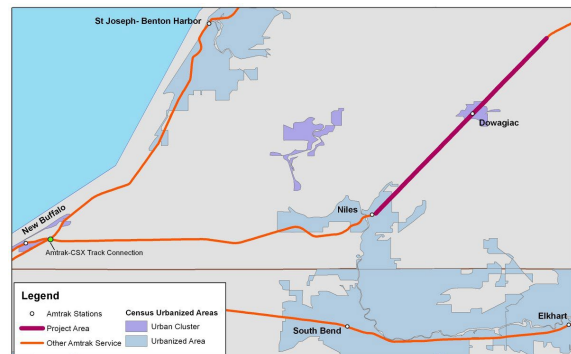 St Joseph- Benton Harbor
Dowagiac
Niles
New Buffalo
Amtrak-CSX Track Connection
Elkhart
South Bend
Legend
Amtrak Stations
Project Area
Other Amtrak Service
Census Urbanized Areas
Urban Cluster
Urbanized Area